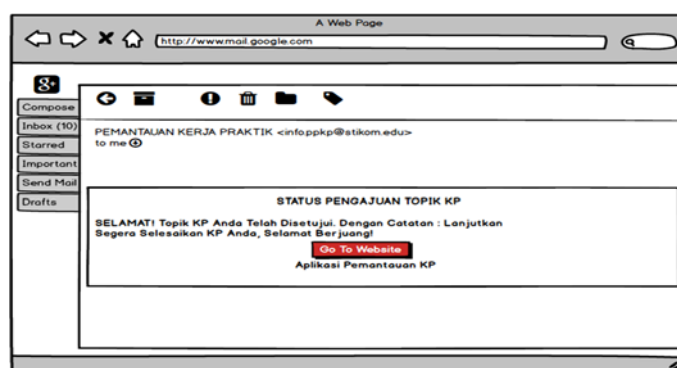 A Web Page
http://www.mail.google.com
8+
Compose
Inbox (10)
Starred
Important
Send Mail
Drafts
PEMANTAUAN KERJA PRAKTIK <info.ppkp@stikom.edu>
to me
STATUS PENGAJUAN TOPIK KP
SELAMAT! Topik KP Anda Telah Disetujui. Dengan Catatan : Lanjutkan
Segera Selesaikan KP Anda, Selamat Berjuang!
Go To Website
Aplikasi Pemantauan KP